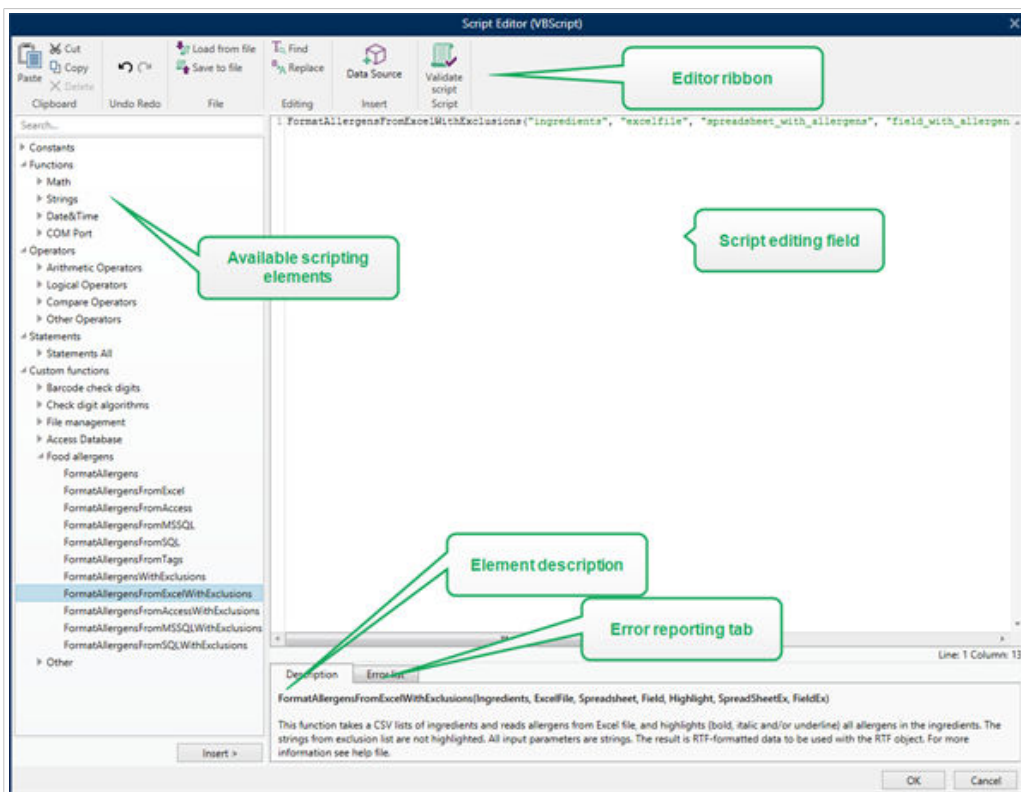 Script Editor (VBScript)
Paste
Cut
Copy
Delete
Clipboard
Undo Redo
Load from file
Save to file
File
Find
Replace
Editing
Data Source
Insert
Validate
script
Script
Editor ribbon
Search...
Constants
Functions
Math
Strings
Date&Time
COM Port
Operators
Arithmetic Operators
Logical Operators
Compare Operators
Other Operators
Statements
Statements All
Custom functions
Barcode check digits
Check digit algorithms
File management
Access Database
Food allergens
FormatAllergens
FormatAllergensFromExcel
FormatAllergensFromAccess
FormatAllergensFromMSSQL
FormatAllergensFromSQL
FormatAllergensFromTags
FormatAllergensWithExclusions
FormatAllergensFromExcelWithExclusions
FormatAllergensFromAccessWithExclusions
FormatAllergensFromMSSQLWithExclusions
FormatAllergensFromSQLWithExclusions
Other
Insert >
Available scripting
elements
1 FormatAllergensFromExcelWithExclusions("ingredients", "excelfile", "spreadsheet_with_allergens", "field_with_allergen
Script editing field
Element description
Error reporting tab
Line: 1 Column: 13
Description
Error list
FormatAllergensFromExcelWithExclusions(Ingredients, ExcelFile, Spreadsheet, Field, Highlight, SpreadSheetEx, FieldEx)
This function takes a CSV lists of ingredients and reads allergens from Excel file, and highlights (bold, italic and/or underline) all allergens in the ingredients. The
strings from exclusion list are not highlighted. All input parameters are strings. The result is RTF-formatted data to be used with the RTF object. For more
information see help file.
OK
Cancel